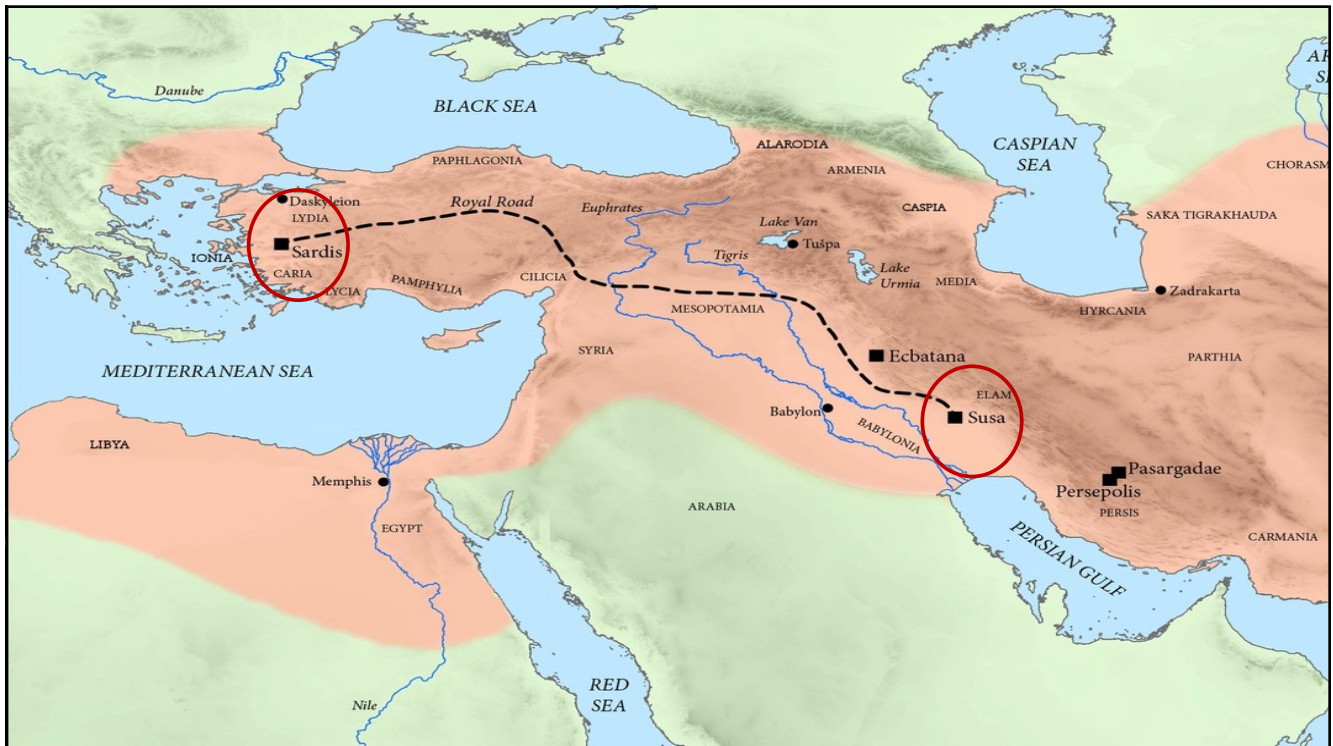 Danube
BLACK SEA
CASPIAN
SEA
AR
S
ALARODIA
PAPHLAGONIA
ARMENIA
CHORASM
Daskyleion
LYDIA
Royal Road
Euphrates
CASPIA
SAKA TIGRAKHAUDA
Lake Van
Tušpa
Sardis
IONIA
Tigris
CARIA
LYCIA
PAMPHYLIA
CILICIA
Lake
Urmia
MEDIA
Zadrakarta
MESOPOTAMIA
HYRCANIA
SYRIA
Ecbatana
PARTHIA
MEDITERRANEAN SEA
ELAM
Babylon
Susa
BABYLONIA
LIBYA
Memphis
Pasargadae
Persepolis
PERSIS
EGYPT
ARABIA
CARMANIA
PERSIAN GULF
RED
SEA
Nile